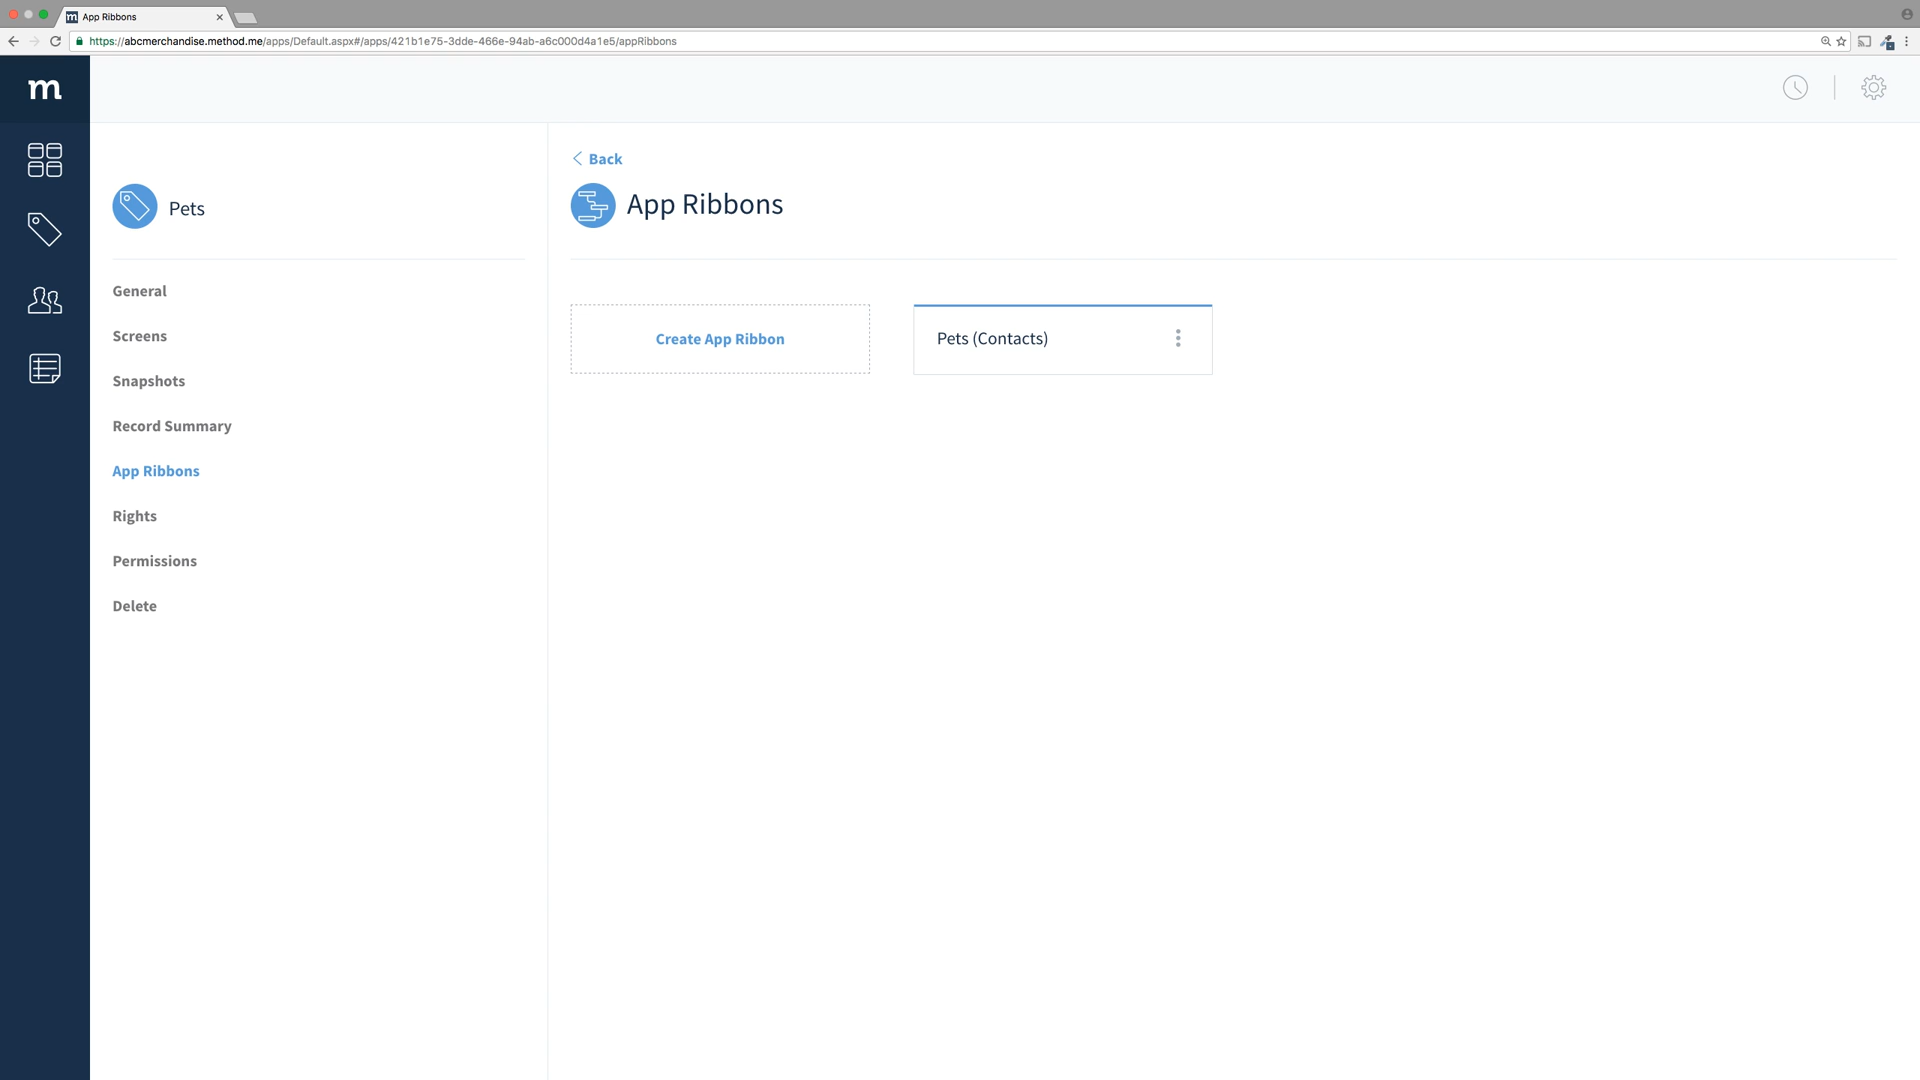 App Ribbons
https://abcmerchandise.method.me/apps/Default.aspx#/apps/421b1e75-3dde-466e-94ab-a6c000d4a1e5/appRibbons
m
Back
Pets
App Ribbons
General
Create App Ribbon
Pets (Contacts)
Screens
Snapshots
Record Summary
App Ribbons
Rights
Permissions
Delete